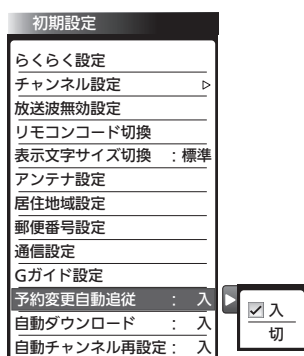 初期設定
らくらく設定
チャンネル設定 ▷
放送波無効設定
リモコンコード切換
表示文字サイズ切換 : 標準
アンテナ設定
居住地域設定
郵便番号設定
通信設定
Gガイド設定
予約変更自動追従 : 入
自動ダウンロード : 入
自動チャンネル再設定 : 入
入
切